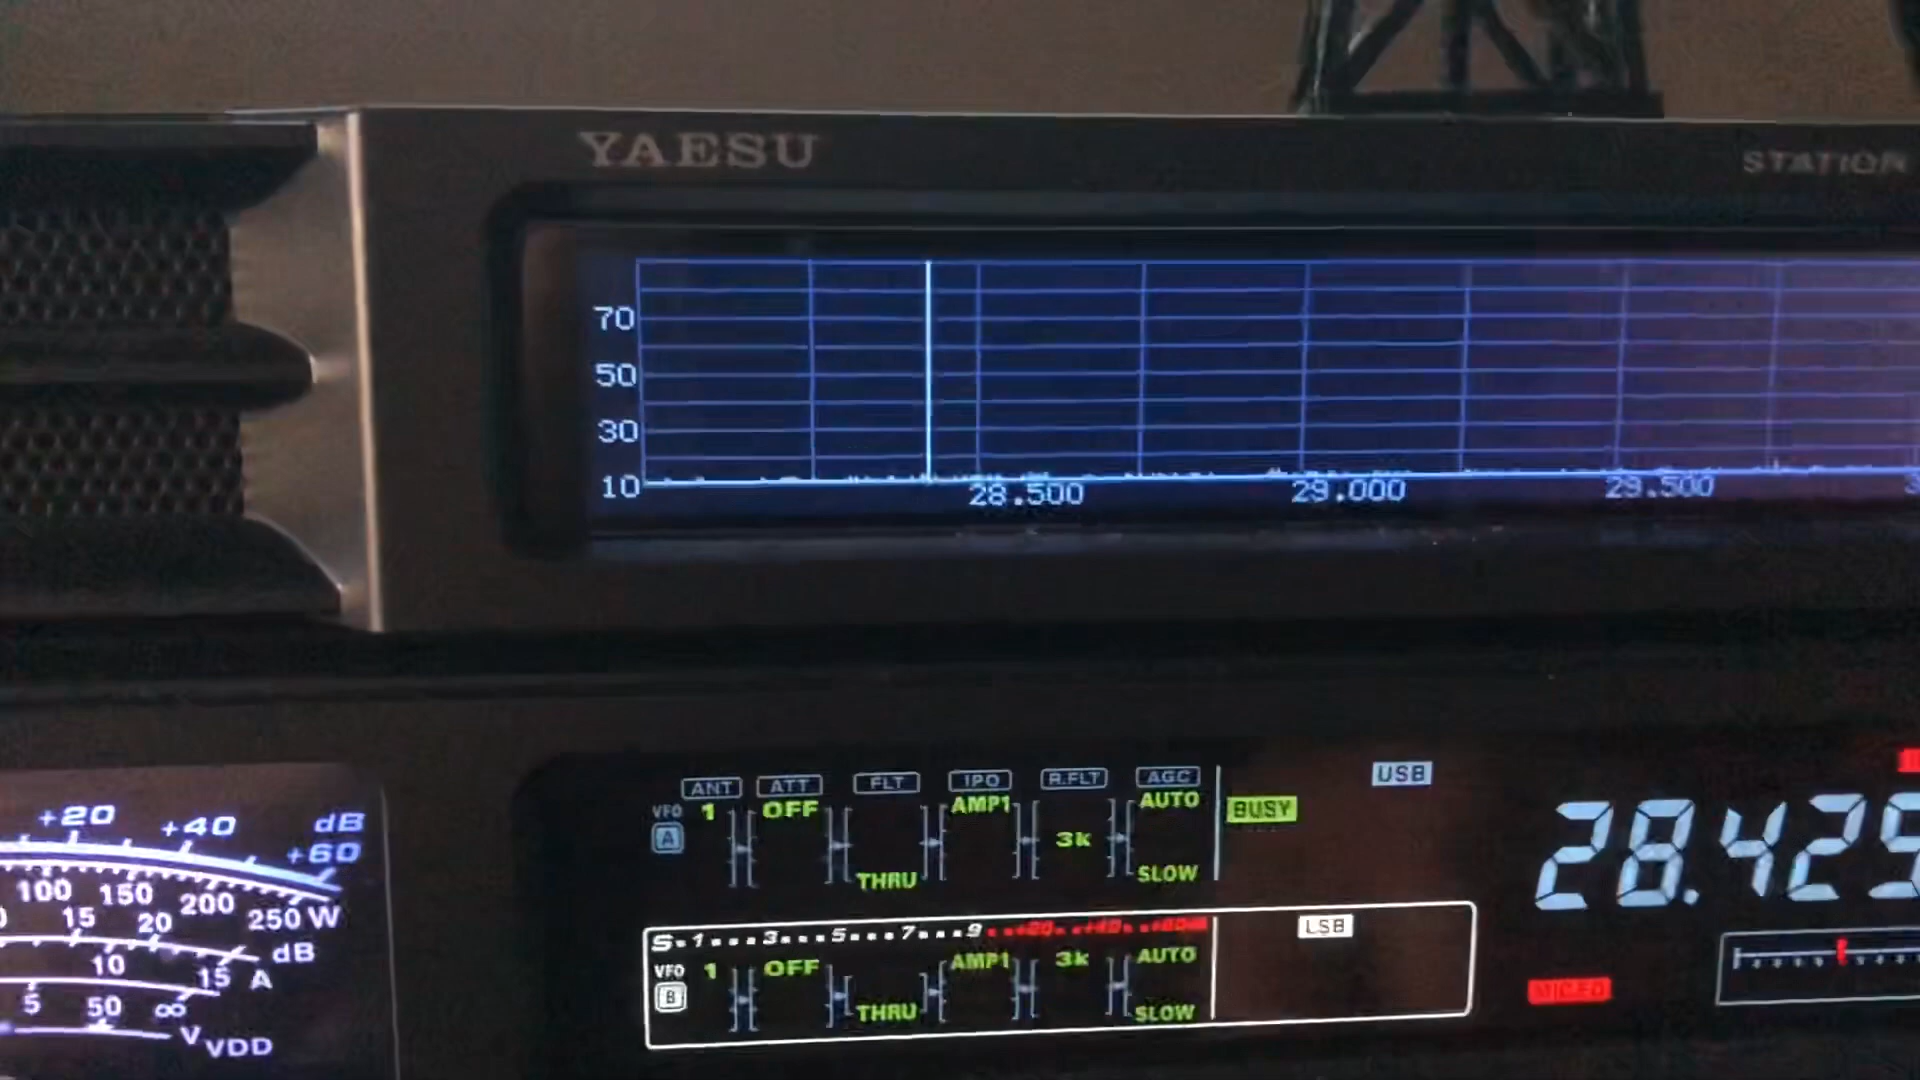 YAESU
STATION
70
50
30
10
28.500 29.000 29.500
ANT ATT FLT IPO R.FLT AGC
USB
VFO 1 OFF AMP1 AUTO
BUSY
A
3k
THRU SLOW
28.429
S 1 3 5 7 9 +20 +40 +60dB
LSB
VFO 1 OFF AMP1 3k AUTO
B
THRU SLOW
MIC EQ
+20 +40 dB
+60
100 150 200 250 W
15 20 dB
10 15 A
5 50 ∞
V VDD